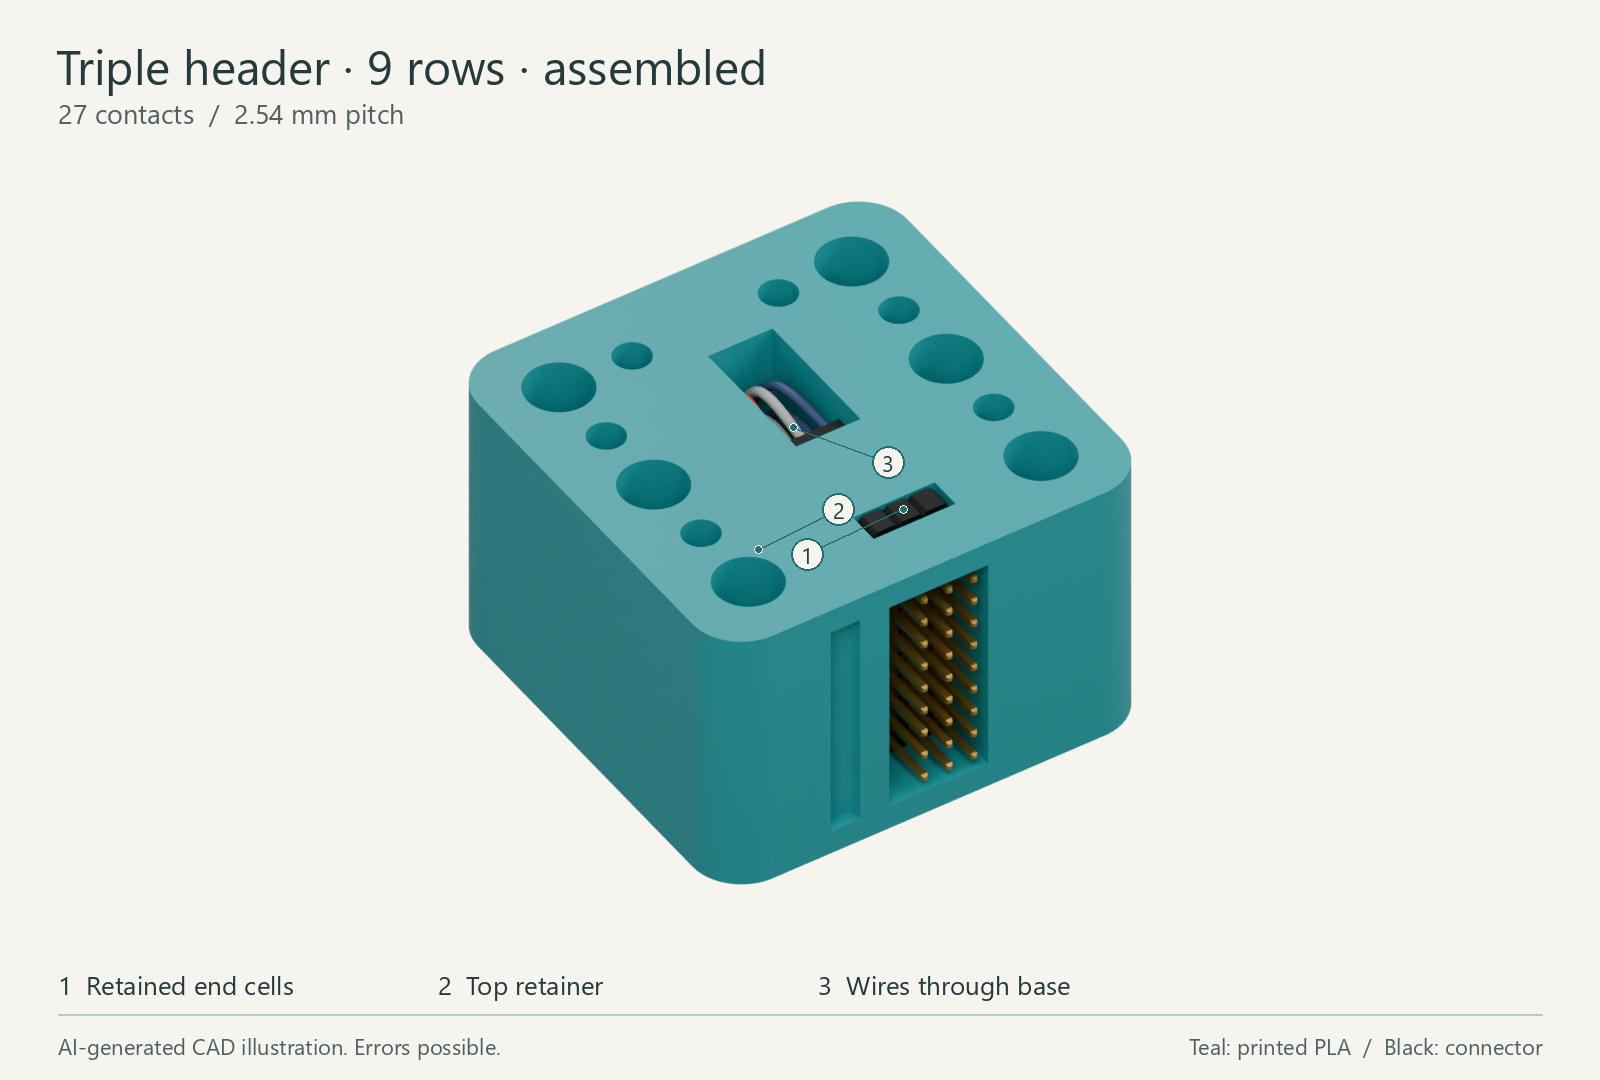 Triple header · 9 rows · assembled
27 contacts / 2.54 mm pitch
3
2
1
1 Retained end cells
2 Top retainer
3 Wires through base
AI-generated CAD illustration. Errors possible.
Teal: printed PLA / Black: connector